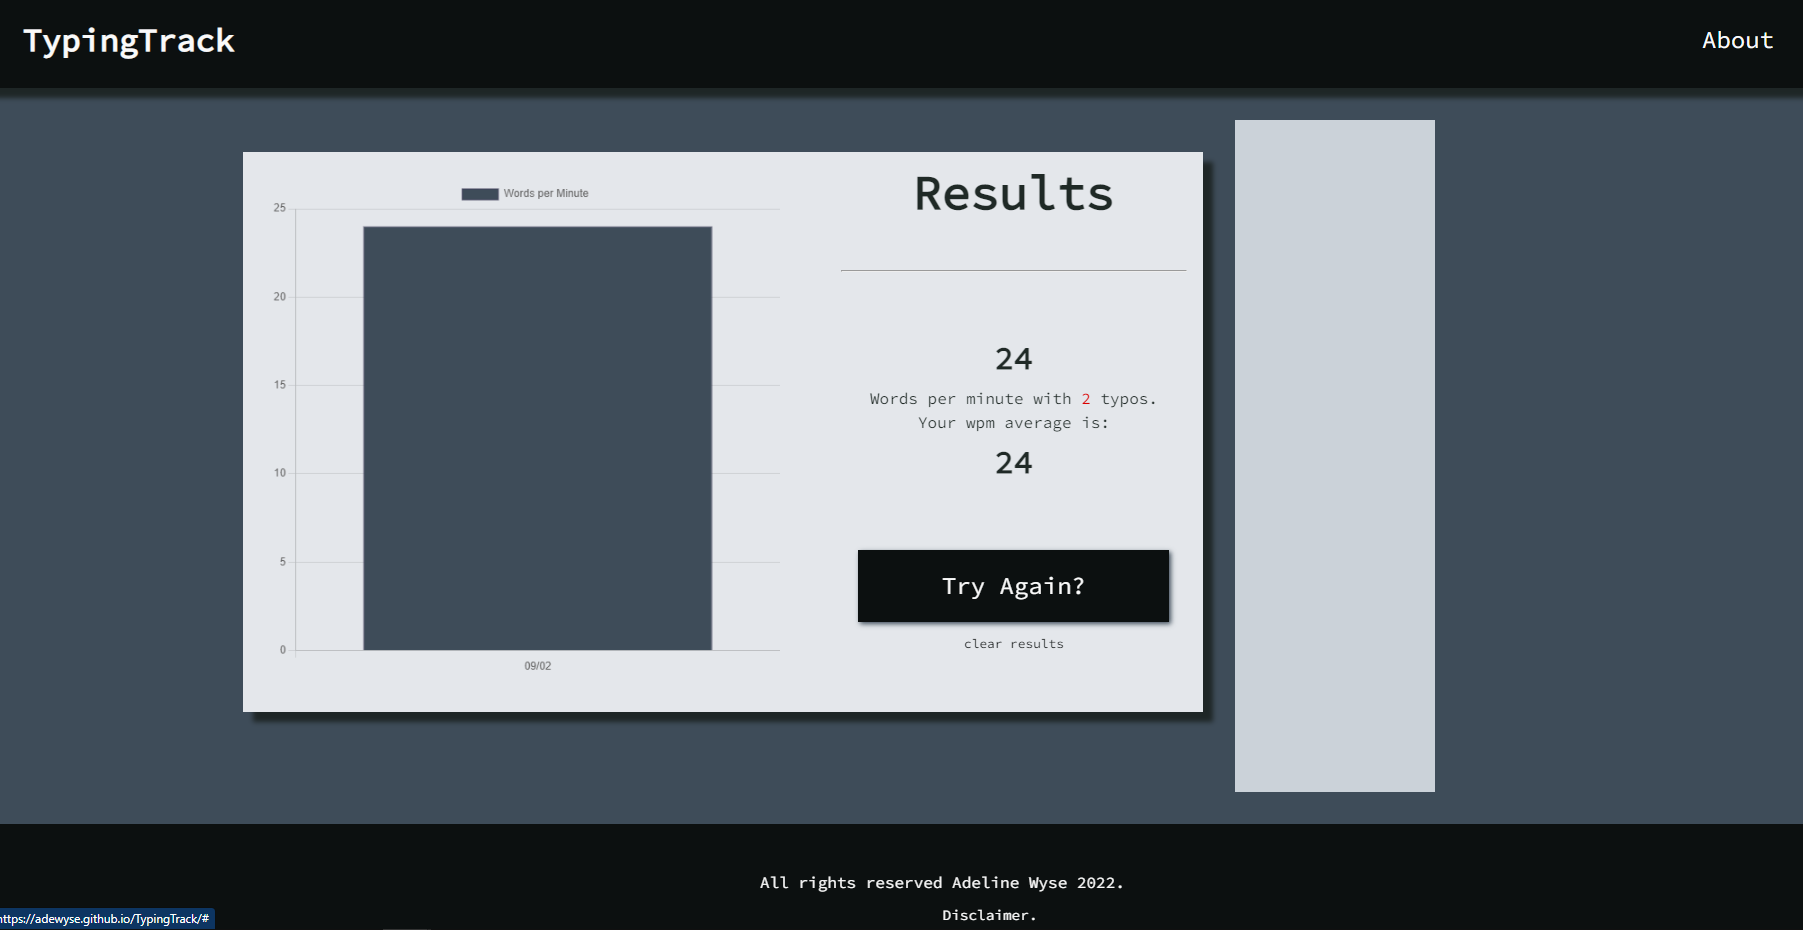 TypingTrack
About
Words per Minute
25
20
15
10
5
0
09/02
Results
24
Words per minute with 2 typos.
Your wpm average is:
24
Try Again?
clear results
All rights reserved Adeline Wyse 2022.
Disclaimer.
https://adewyse.github.io/TypingTrack/#